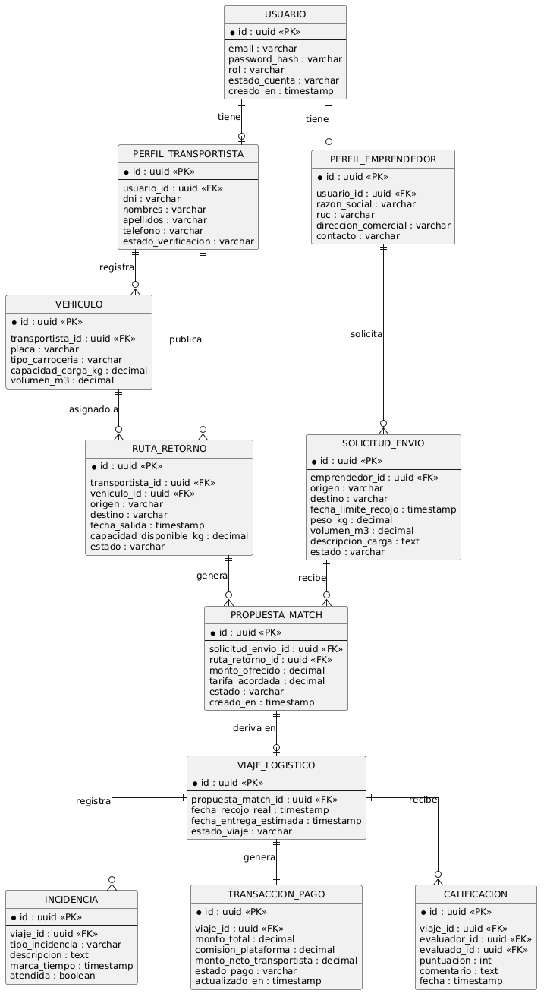 USUARIO
id : uuid «PK»
email : varchar
password_hash : varchar
rol : varchar
estado_cuenta : varchar
creado_en : timestamp
tiene
tiene
PERFIL_TRANSPORTISTA
id : uuid «PK»
usuario_id : uuid «FK»
dni : varchar
nombres : varchar
apellidos : varchar
telefono : varchar
estado_verificacion : varchar
PERFIL_EMPRENDEDOR
id : uuid «PK»
usuario_id : uuid «FK»
razon_social : varchar
ruc : varchar
direccion_comercial : varchar
contacto : varchar
registra
publica
solicita
VEHICULO
id : uuid «PK»
transportista_id : uuid «FK»
placa : varchar
tipo_carroceria : varchar
capacidad_carga_kg : decimal
volumen_m3 : decimal
asignado a
RUTA_RETORNO
id : uuid «PK»
transportista_id : uuid «FK»
vehiculo_id : uuid «FK»
origen : varchar
destino : varchar
fecha_salida : timestamp
capacidad_disponible_kg : decimal
estado : varchar
SOLICITUD_ENVIO
id : uuid «PK»
emprendedor_id : uuid «FK»
origen : varchar
destino : varchar
fecha_limite_recojo : timestamp
peso_kg : decimal
volumen_m3 : decimal
descripcion_carga : text
estado : varchar
genera
recibe
PROPUESTA_MATCH
id : uuid «PK»
solicitud_envio_id : uuid «FK»
ruta_retorno_id : uuid «FK»
monto_ofrecido : decimal
tarifa_acordada : decimal
estado : varchar
creado_en : timestamp
deriva en
VIAJE_LOGISTICO
id : uuid «PK»
propuesta_match_id : uuid «FK»
fecha_recojo_real : timestamp
fecha_entrega_estimada : timestamp
estado_viaje : varchar
registra
genera
recibe
INCIDENCIA
id : uuid «PK»
viaje_id : uuid «FK»
tipo_incidencia : varchar
descripcion : text
marca_tiempo : timestamp
atendida : boolean
TRANSACCION_PAGO
id : uuid «PK»
viaje_id : uuid «FK»
monto_total : decimal
comision_plataforma : decimal
monto_neto_transportista : decimal
estado_pago : varchar
actualizado_en : timestamp
CALIFICACION
id : uuid «PK»
viaje_id : uuid «FK»
evaluador_id : uuid «FK»
evaluado_id : uuid «FK»
puntuacion : int
comentario : text
fecha : timestamp